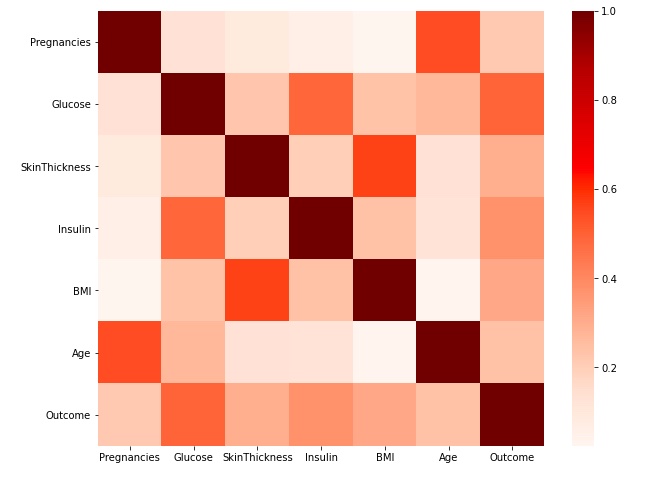 Pregnancies
Glucose
SkinThickness
Insulin
BMI
Age
Outcome
Pregnancies Glucose SkinThickness Insulin BMI Age Outcome
1.0
0.8
0.6
0.4
0.2